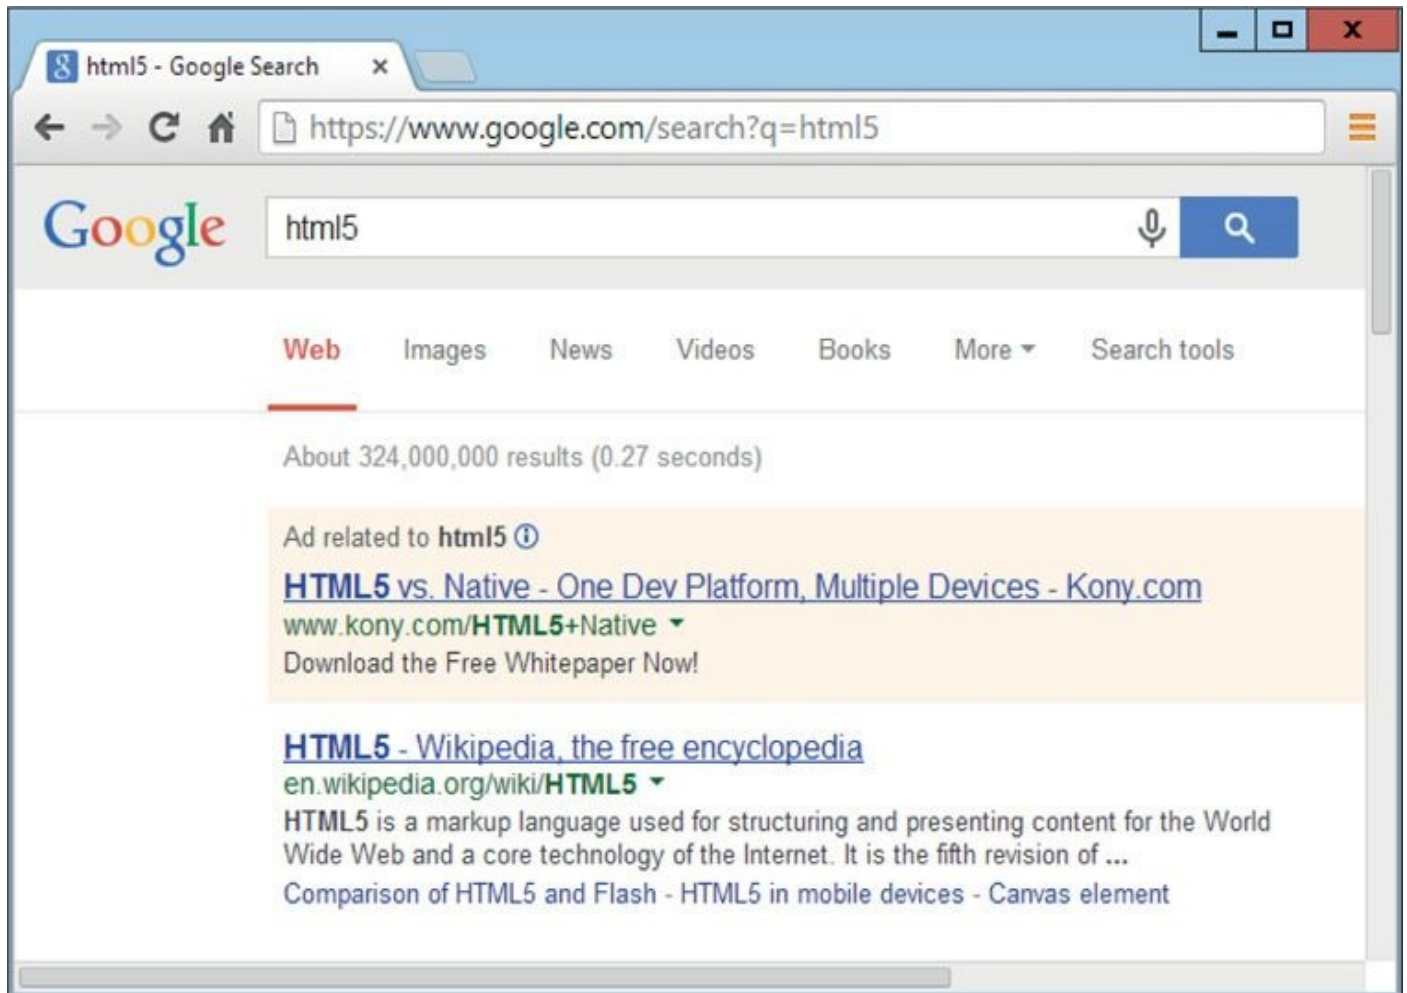 html5 - Google Search
https://www.google.com/search?q=html5
Google
html5
Web Images News Videos Books More Search tools
About 324,000,000 results (0.27 seconds)
Ad related to html5
HTML5 vs. Native - One Dev Platform, Multiple Devices - Kony.com
www.kony.com/HTML5+Native
Download the Free Whitepaper Now!
HTML5 - Wikipedia, the free encyclopedia
en.wikipedia.org/wiki/HTML5
HTML5 is a markup language used for structuring and presenting content for the World
Wide Web and a core technology of the Internet. It is the fifth revision of ...
Comparison of HTML5 and Flash - HTML5 in mobile devices - Canvas element